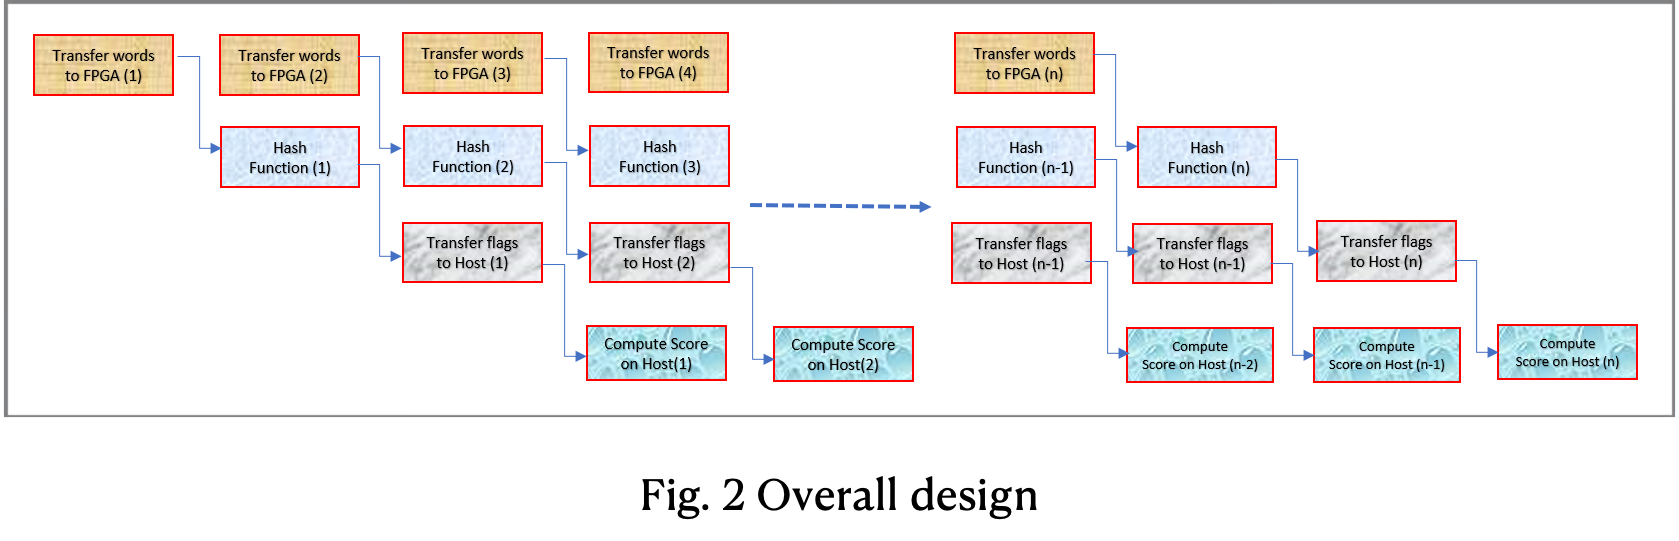 Transfer words
to FPGA (1)
Transfer words
to FPGA (2)
Transfer words
to FPGA (3)
Transfer words
to FPGA (4)
Transfer words
to FPGA (n)
Hash
Function (1)
Hash
Function (2)
Hash
Function (3)
Hash
Function (n-1)
Hash
Function (n)
Transfer flags
to Host (1)
Transfer flags
to Host (2)
Transfer flags
to Host (n-1)
Transfer flags
to Host (n-1)
Transfer flags
to Host (n)
Compute Score
on Host(1)
Compute Score
on Host(2)
Compute
Score on Host (n-2)
Compute
Score on Host (n-1)
Compute
Score on Host (n)
Fig. 2 Overall design